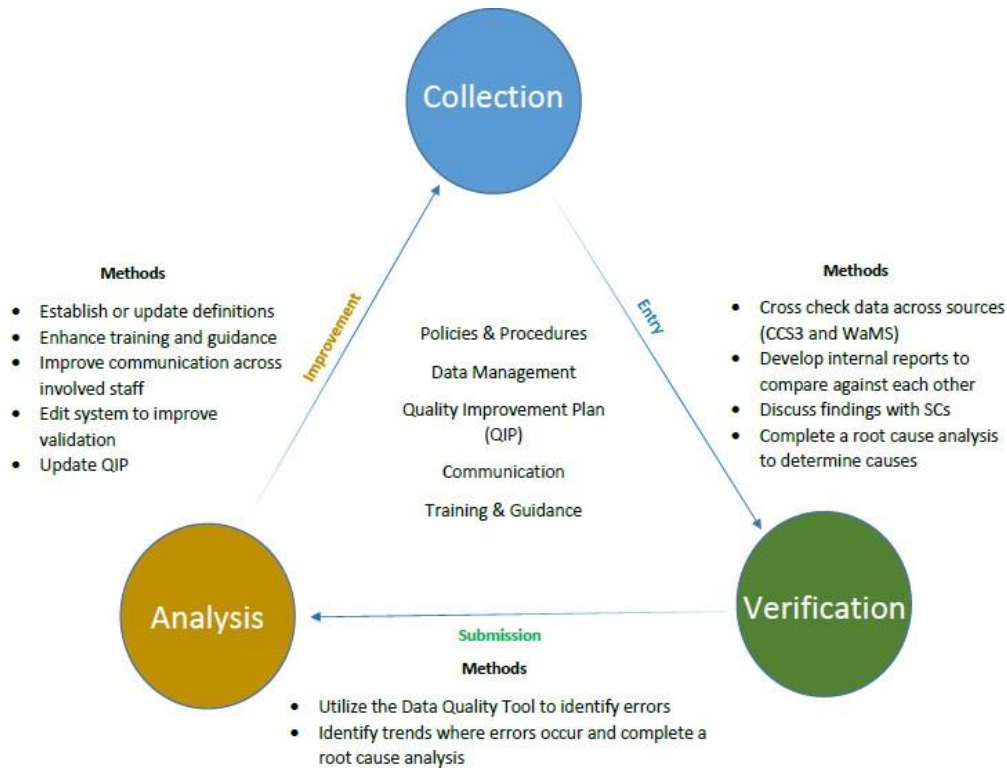 Collection
Improvement
Entry
Methods
• Establish or update definitions
• Enhance training and guidance
• Improve communication across
involved staff
• Edit system to improve
validation
• Update QIP
Policies & Procedures
Data Management
Quality Improvement Plan
(QIP)
Communication
Training & Guidance
Methods
• Cross check data across sources
(CCS3 and WaMS)
• Develop internal reports to
compare against each other
• Discuss findings with SCs
• Complete a root cause analysis
to determine causes
Analysis
Verification
Submission
Methods
• Utilize the Data Quality Tool to identify errors
• Identify trends where errors occur and complete a
root cause analysis